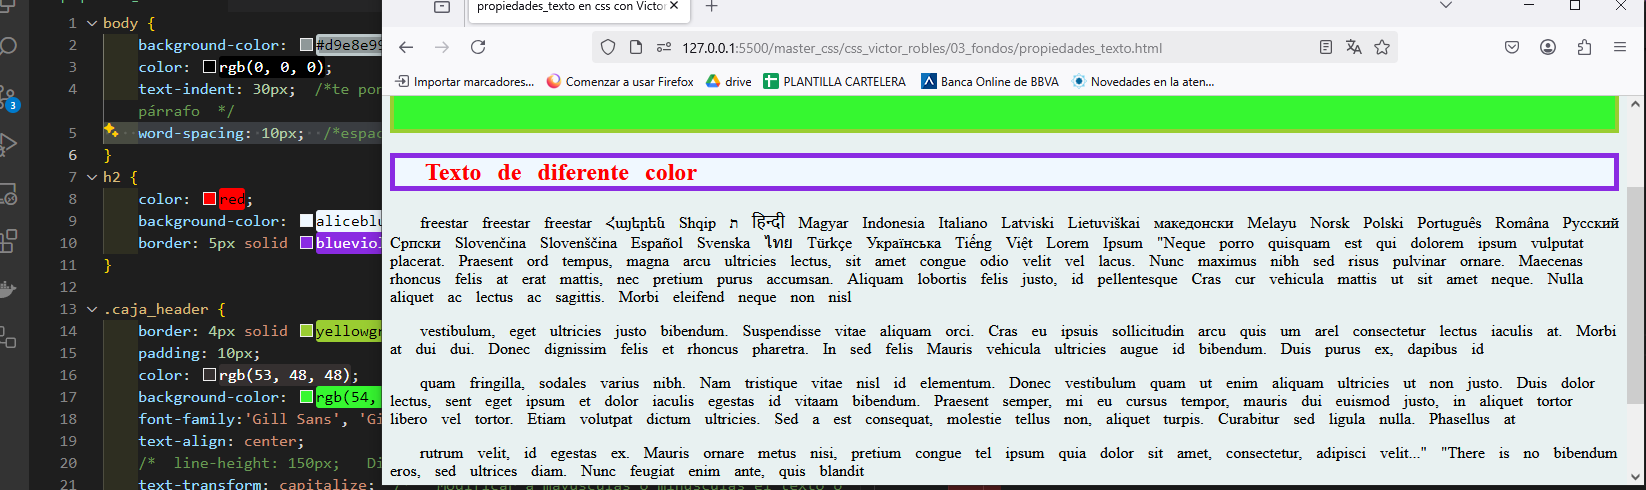 propiedades_texto en css con Victor
127.0.0.1:5500/master_css/css_victor_robles/03_fondos/propiedades_texto.html
Importar marcadores... Comenzar a usar Firefox drive PLANTILLA CARTELERA Banca Online de BBVA Novedades en la aten...
1 body {
2 background-color: #d9e8e99
3 color: rgb(0, 0, 0);
4 text-indent: 30px; /*te por
párrafo */
5 word-spacing: 10px; /*espac
6 }
7 h2 {
8 color: red;
9 background-color: aliceblu
10 border: 5px solid blueviol
11 }
12
13 .caja_header {
14 border: 4px solid yellowgr
15 padding: 10px;
16 color: rgb(53, 48, 48);
17 background-color: rgb(54,
18 font-family:'Gill Sans', 'Gi
19 text-align: center;
20 /* line-height: 150px; Di
21 text-transform: capitalize; /* Modificar a mayúsculas o minúsculas el texto o
3
Texto de diferente color
freestar freestar freestar Հայերեն Shqip ת हिन्दी Magyar Indonesia Italiano Latviski Lietuviškai македонски Melayu Norsk Polski Português Româna Русский
Српски Slovenčina Slovenščina Español Svenska ไทย Türkçe Українська Tiếng Việt Lorem Ipsum "Neque porro quisquam est qui dolorem ipsum vulputat
placerat. Praesent ord tempus, magna arcu ultricies lectus, sit amet congue odio velit vel lacus. Nunc maximus nibh sed risus pulvinar ornare. Maecenas
rhoncus felis at erat mattis, nec pretium purus accumsan. Aliquam lobortis felis justo, id pellentesque Cras cur vehicula mattis ut sit amet neque. Nulla
aliquet ac lectus ac sagittis. Morbi eleifend neque non nisl
vestibulum, eget ultricies justo bibendum. Suspendisse vitae aliquam orci. Cras eu ipsuis sollicitudin arcu quis um arel consectetur lectus iaculis at. Morbi
at dui dui. Donec dignissim felis et rhoncus pharetra. In sed felis Mauris vehicula ultricies augue id bibendum. Duis purus ex, dapibus id
quam fringilla, sodales varius nibh. Nam tristique vitae nisl id elementum. Donec vestibulum quam ut enim aliquam ultricies ut non justo. Duis dolor
lectus, sent eget ipsum et dolor iaculis egestas id vitaam bibendum. Praesent semper, mi eu cursus tempor, mauris dui euismod justo, in aliquet tortor
libero vel tortor. Etiam volutpat dictum ultricies. Sed a est consequat, molestie tellus non, aliquet turpis. Curabitur sed ligula nulla. Phasellus at
rutrum velit, id egestas ex. Mauris ornare metus nisi, pretium congue tel ipsum quia dolor sit amet, consectetur, adipisci velit..." "There is no bibendum
eros, sed ultrices diam. Nunc feugiat enim ante, quis blandit